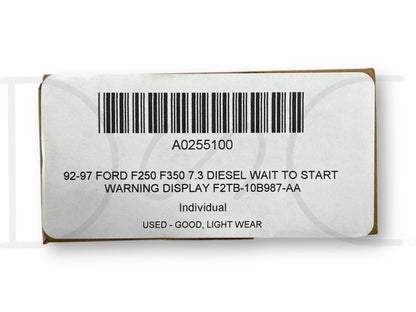 A0255100
92-97 FORD F250 F350 7.3 DIESEL WAIT TO START
WARNING DISPLAY F2TB-10B987-AA
Individual
USED - GOOD, LIGHT WEAR